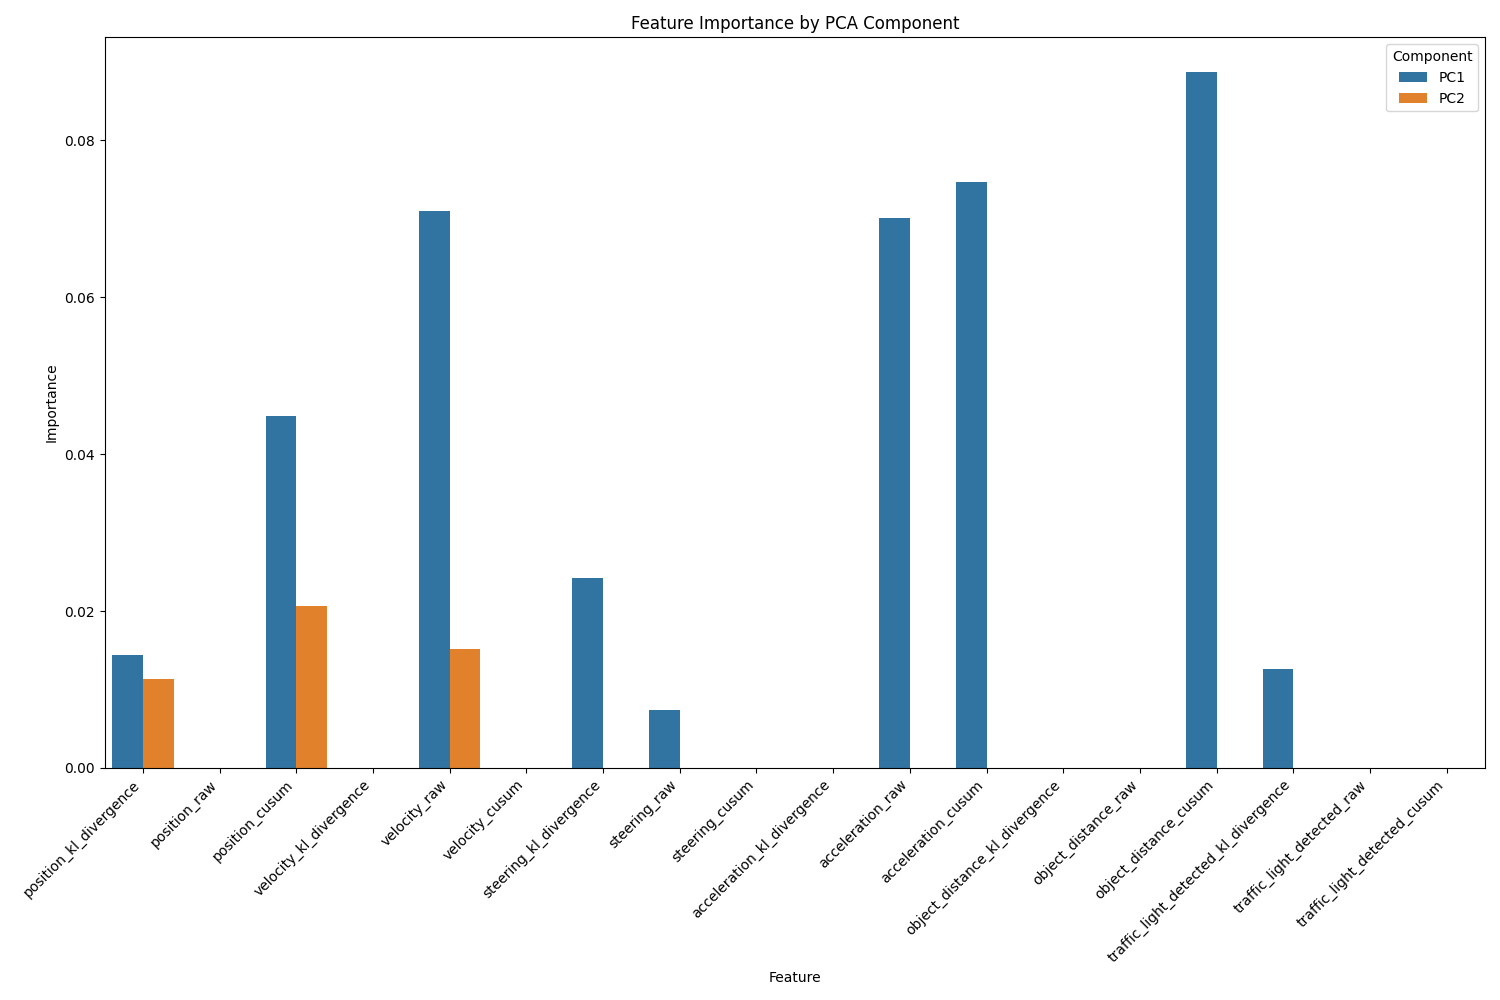 Feature Importance by PCA Component
Component
PC1
PC2
Importance
0.08
0.06
0.04
0.02
0.00
position_kl_divergence
position_raw
position_cusum
velocity_kl_divergence
velocity_raw
velocity_cusum
steering_kl_divergence
steering_raw
steering_cusum
acceleration_kl_divergence
acceleration_raw
acceleration_cusum
object_distance_kl_divergence
object_distance_raw
object_distance_cusum
traffic_light_detected_kl_divergence
traffic_light_detected_raw
traffic_light_detected_cusum
Feature